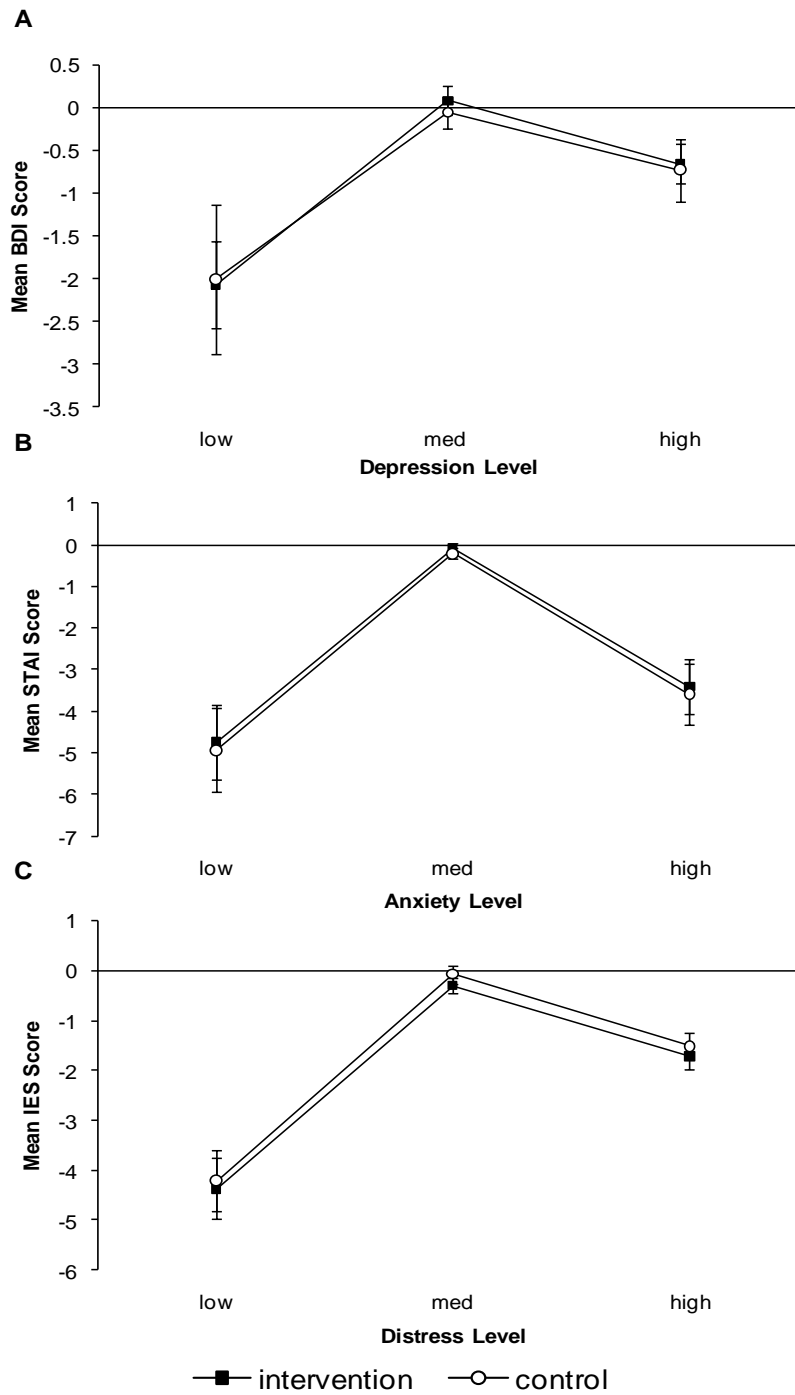 A
0.5
0
-0.5
-1
-1.5
-2
-2.5
-3
-3.5
Mean BDI Score
low med high
Depression Level
B
1
0
-1
-2
-3
-4
-5
-6
-7
Mean STAI Score
low med high
Anxiety Level
C
1
0
-1
-2
-3
-4
-5
-6
Mean IES Score
low med high
Distress Level
intervention control